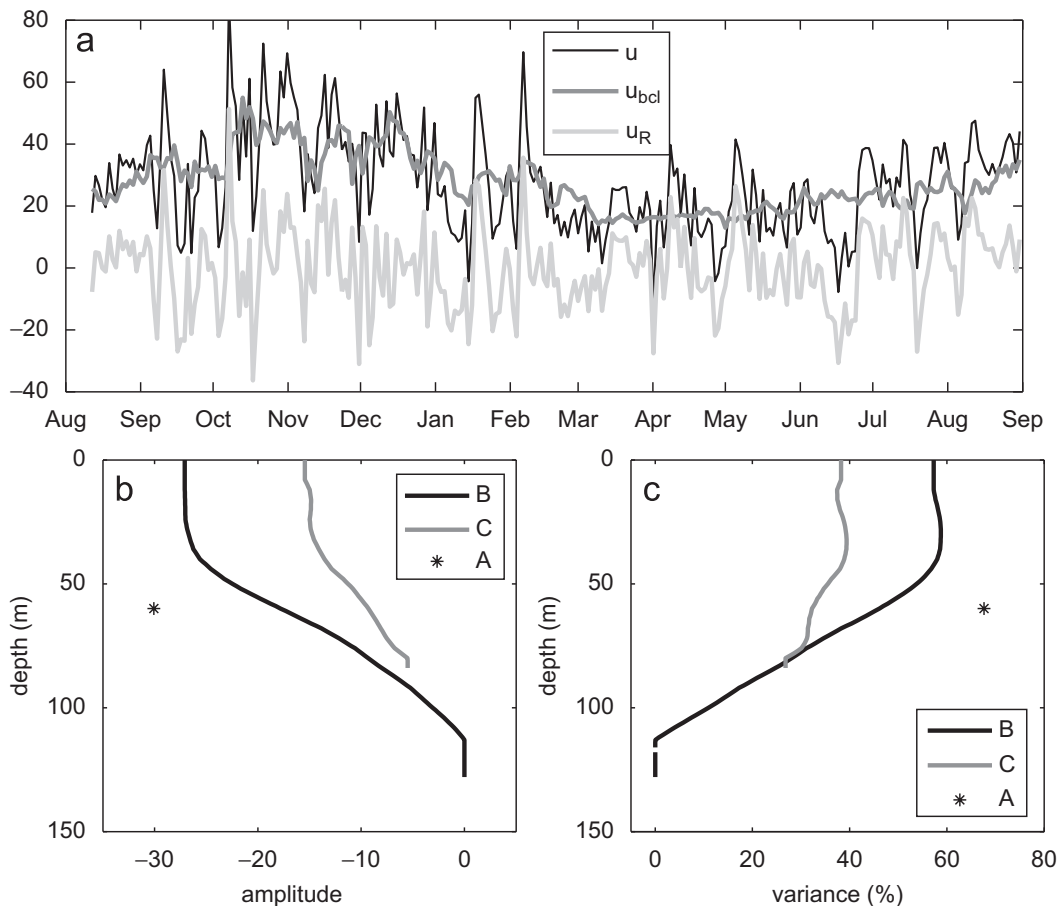 a
80
60
40
20
0
−20
−40
u
u_bcl
u_R
Aug Sep Oct Nov Dec Jan Feb Mar Apr May Jun Jul Aug Sep
b
0
50
100
150
depth (m)
B
C
A
−30 −20 −10 0
amplitude
c
0
50
100
150
depth (m)
B
C
A
0 20 40 60 80
variance (%)